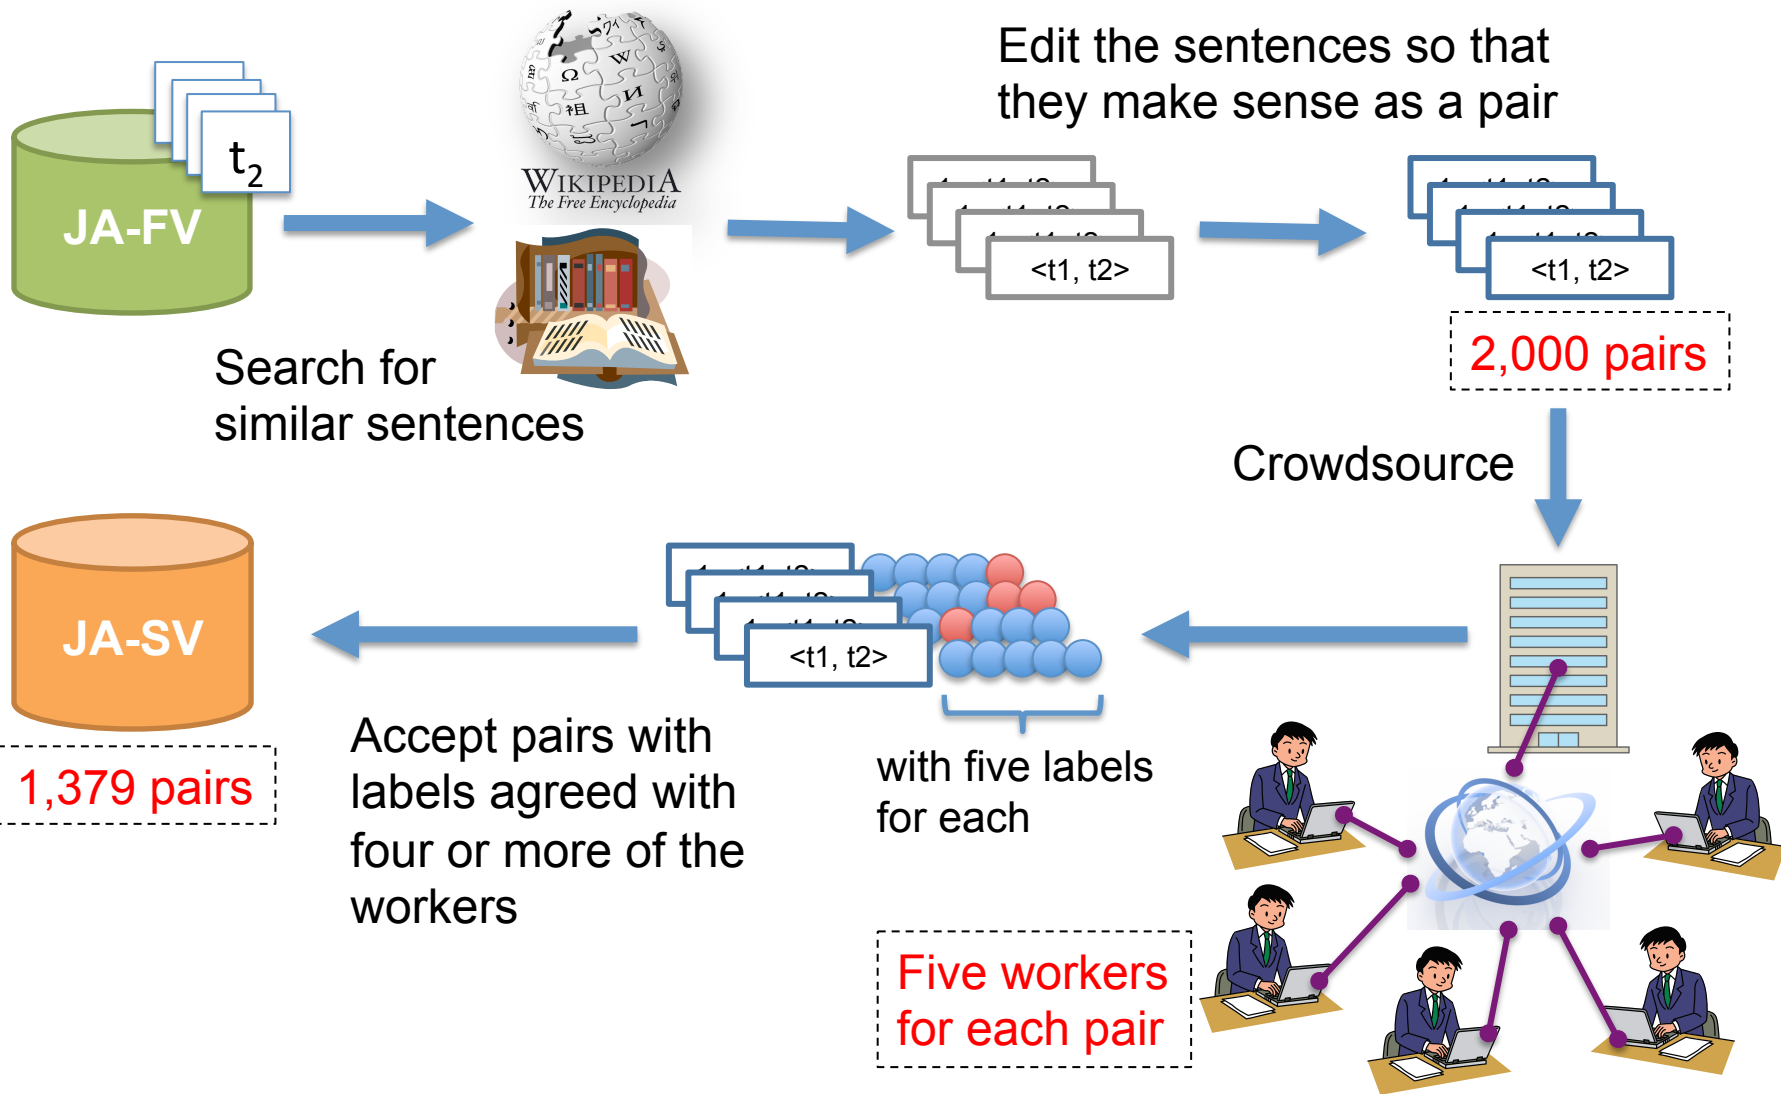 Edit the sentences so that
they make sense as a pair
t2
JA-FV
WIKIPEDIA
The Free Encyclopedia
<t1, t2>
<t1, t2>
2,000 pairs
Search for
similar sentences
Crowdsource
JA-SV
<t1, t2>
1,379 pairs
Accept pairs with
labels agreed with
four or more of the
workers
with five labels
for each
Five workers
for each pair